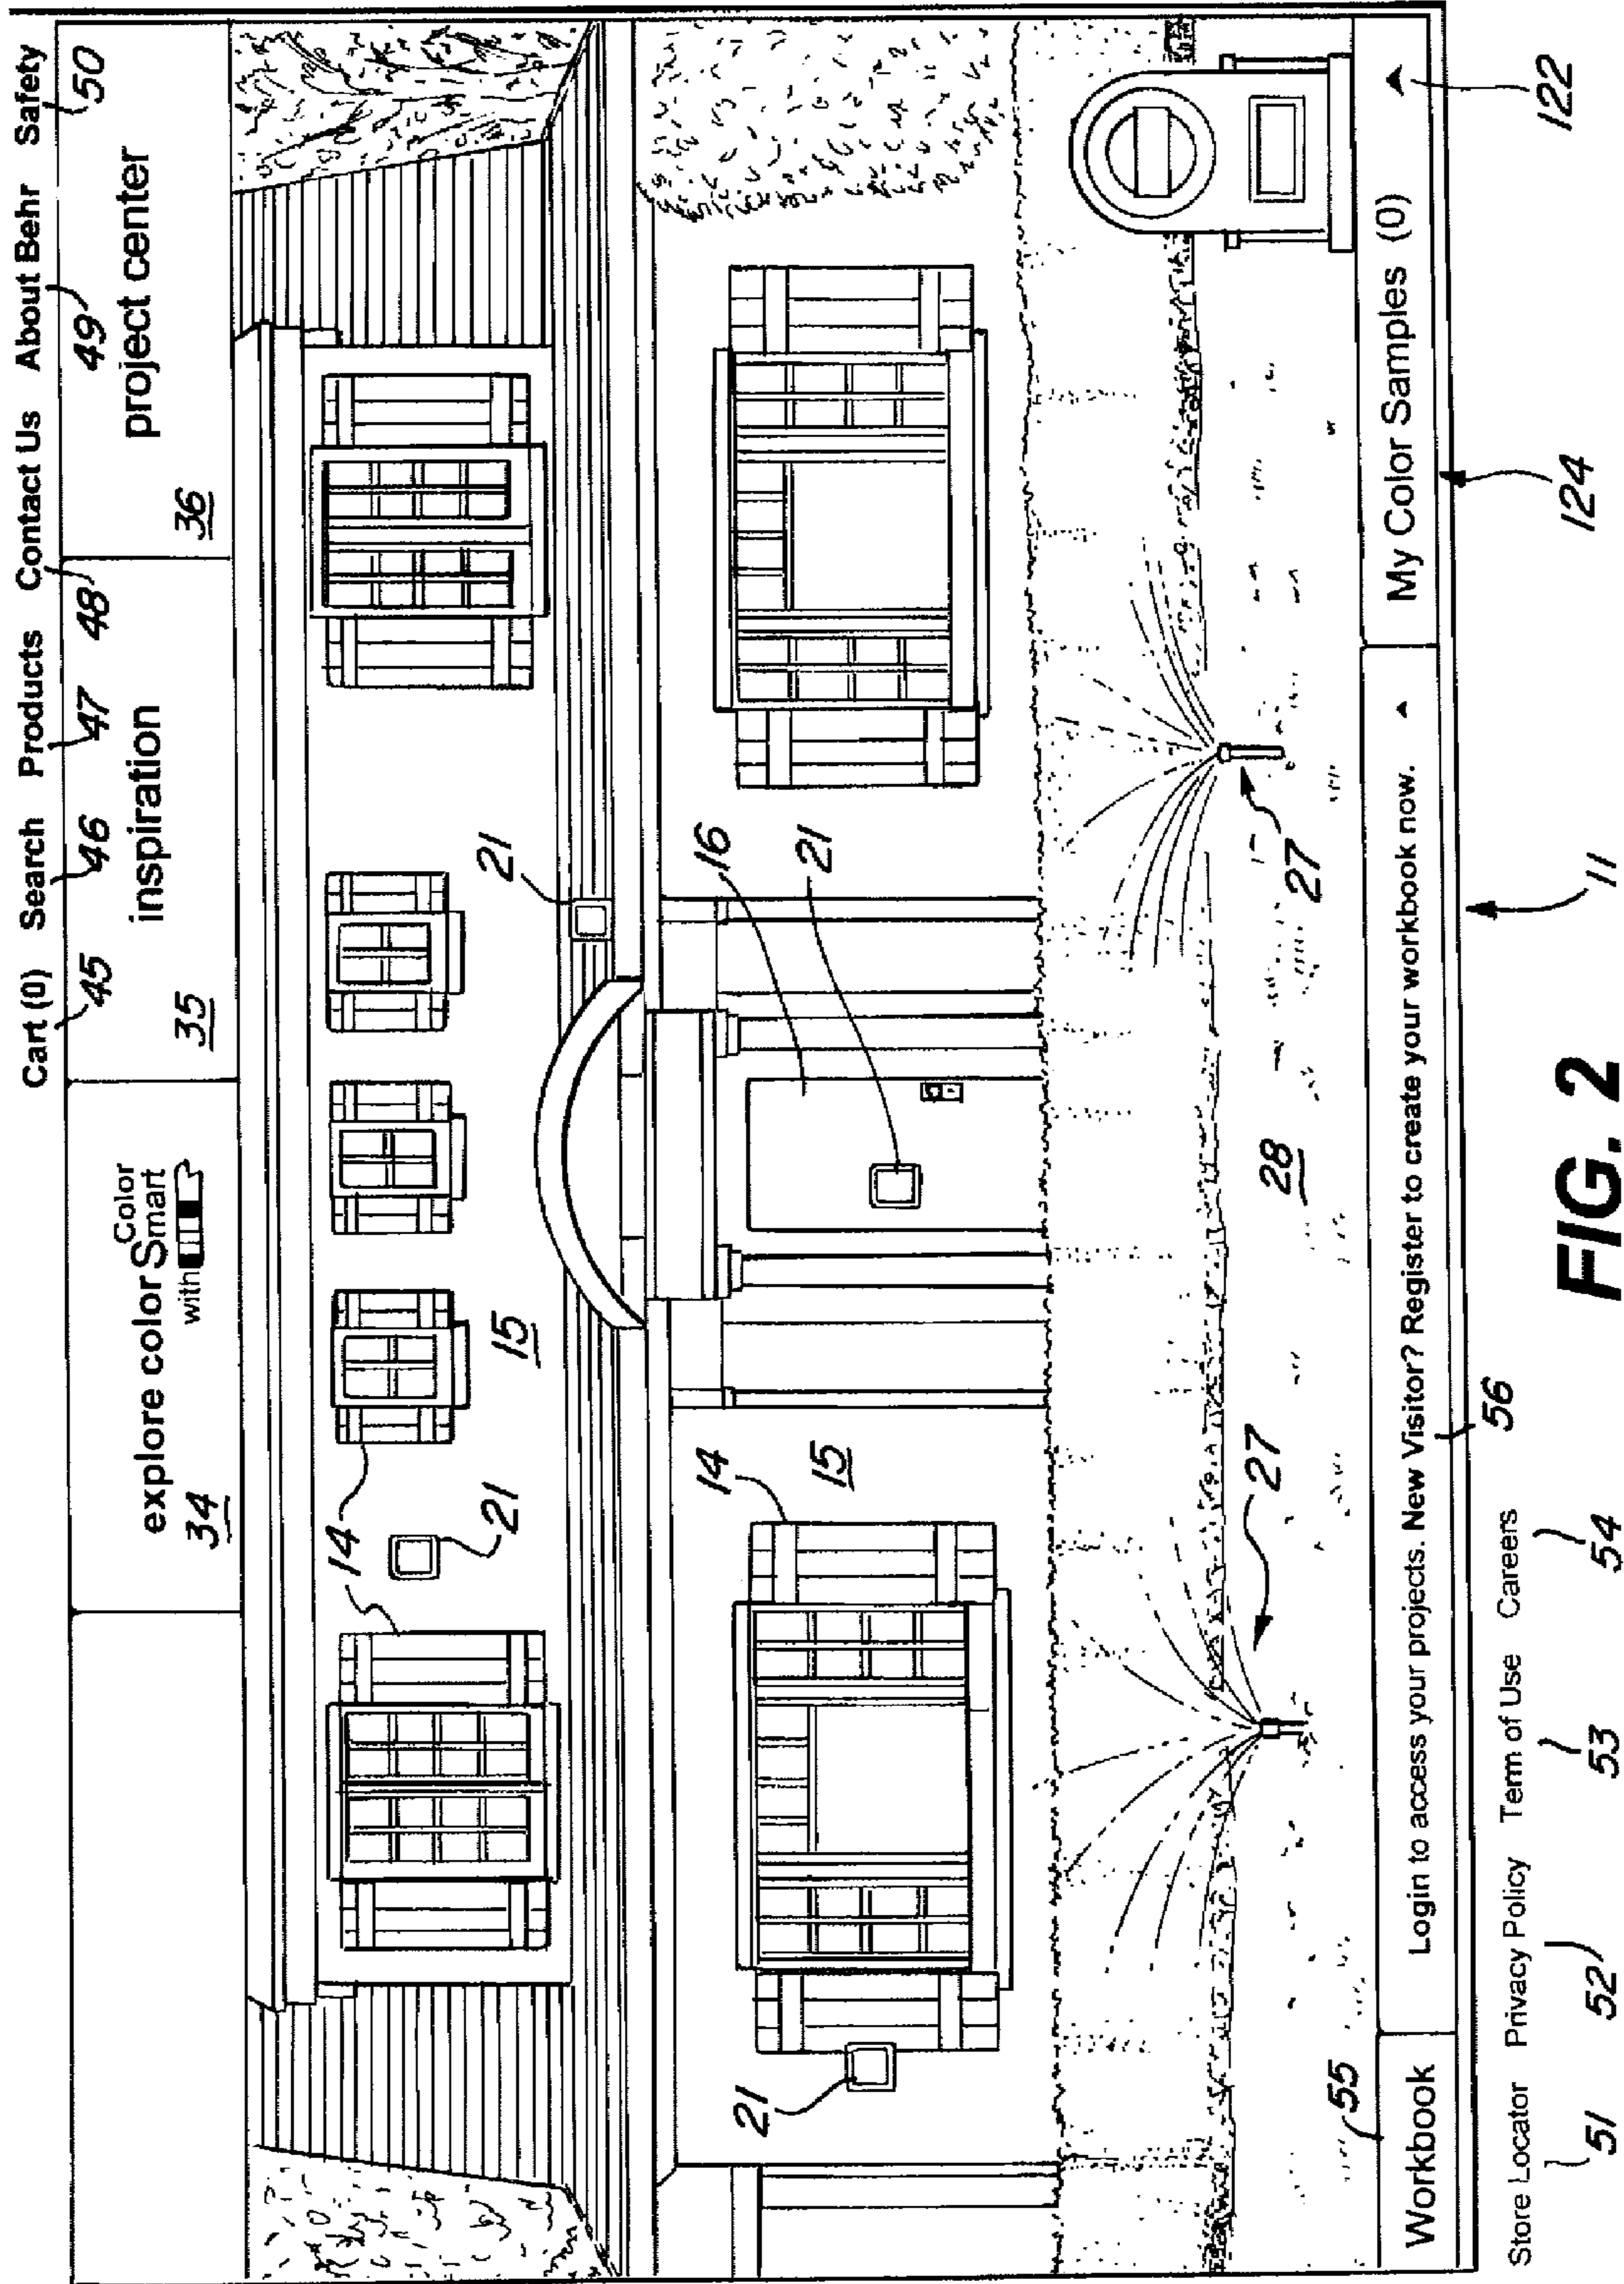 Cart (0) Search Products Contact Us About Behr Safety
45 46 47 48 49 50
explore color with Color Smart
inspiration
project center
34
35
36
14
21
15
21
14
15
16
21
21
27
28
27
55
Workbook
Login to access your projects. New Visitor? Register to create your workbook now.
My Color Samples (0)
Store Locator Privacy Policy Term of Use Careers
51 52 53 54 56 11 124 122
FIG. 2